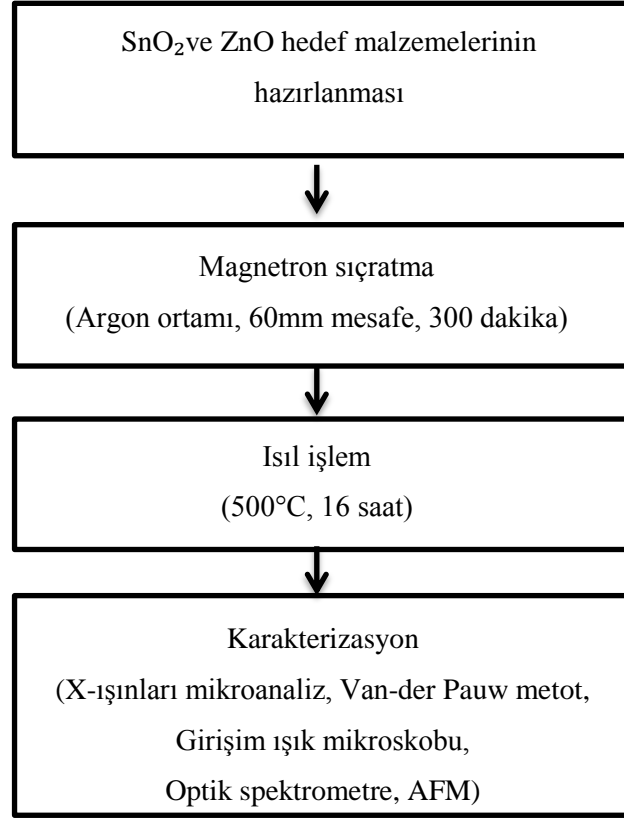 SnO₂ve ZnO hedef malzemelerinin
hazırlanması
Magnetron sıçratma
(Argon ortamı, 60mm mesafe, 300 dakika)
Isıl işlem
(500°C, 16 saat)
Karakterizasyon
(X-ışınları mikroanaliz, Van-der Pauw metot,
Girişim ışık mikroskobu,
Optik spektrometre, AFM)